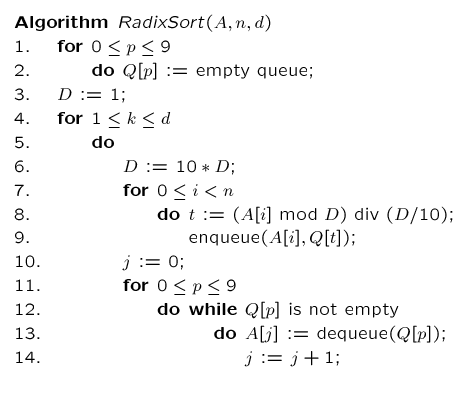 Algorithm RadixSort(A, n, d)
1. for 0 ≤ p ≤ 9
2. do Q[p] := empty queue;
3. D := 1;
4. for 1 ≤ k ≤ d
5. do
6. D := 10 ∗ D;
7. for 0 ≤ i < n
8. do t := (A[i] mod D) div (D/10);
9. enqueue(A[i], Q[t]);
10. j := 0;
11. for 0 ≤ p ≤ 9
12. do while Q[p] is not empty
13. do A[j] := dequeue(Q[p]);
14. j := j + 1;